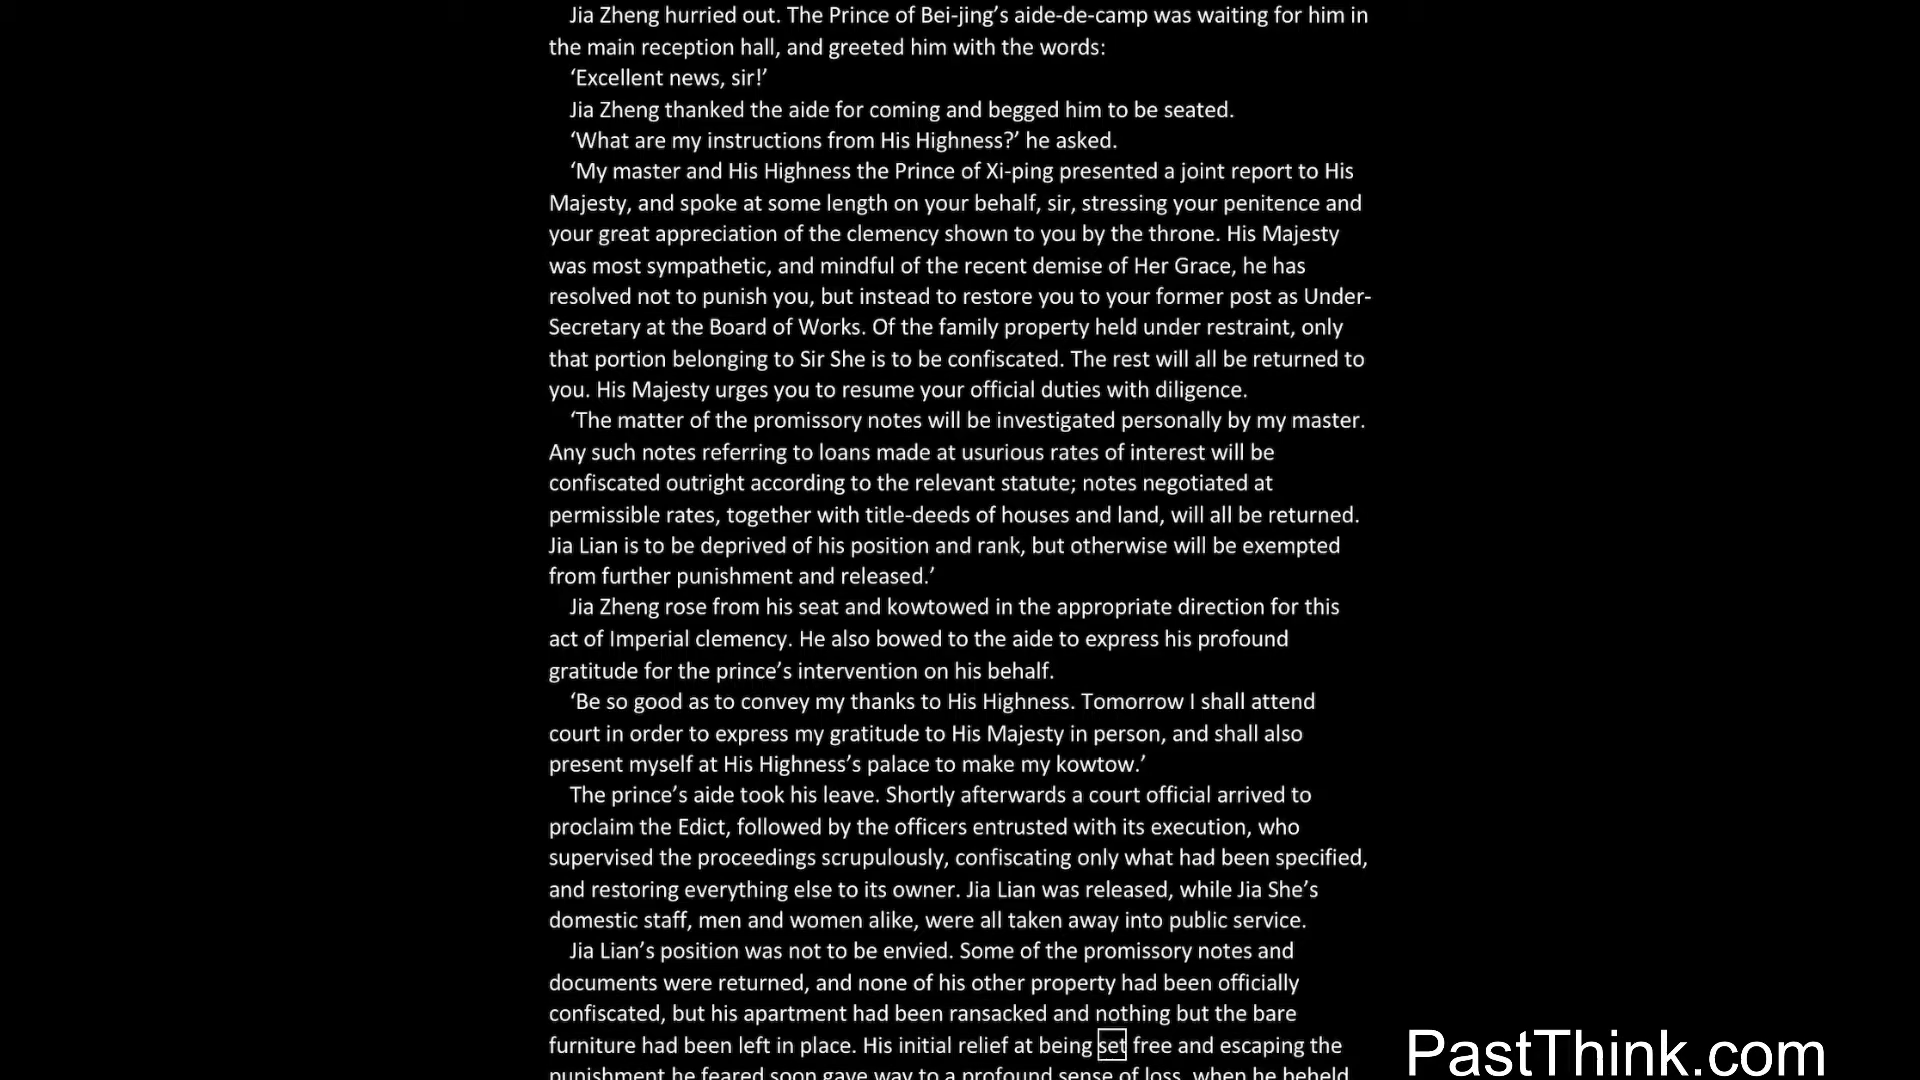 Jia Zheng hurried out. The Prince of Bei-jing’s aide-de-camp was waiting for him in
the main reception hall, and greeted him with the words:
‘Excellent news, sir!’
Jia Zheng thanked the aide for coming and begged him to be seated.
‘What are my instructions from His Highness?’ he asked.
‘My master and His Highness the Prince of Xi-ping presented a joint report to His
Majesty, and spoke at some length on your behalf, sir, stressing your penitence and
your great appreciation of the clemency shown to you by the throne. His Majesty
was most sympathetic, and mindful of the recent demise of Her Grace, he has
resolved not to punish you, but instead to restore you to your former post as Under-
Secretary at the Board of Works. Of the family property held under restraint, only
that portion belonging to Sir She is to be confiscated. The rest will all be returned to
you. His Majesty urges you to resume your official duties with diligence.
‘The matter of the promissory notes will be investigated personally by my master.
Any such notes referring to loans made at usurious rates of interest will be
confiscated outright according to the relevant statute; notes negotiated at
permissible rates, together with title-deeds of houses and land, will all be returned.
Jia Lian is to be deprived of his position and rank, but otherwise will be exempted
from further punishment and released.’
Jia Zheng rose from his seat and kowtowed in the appropriate direction for this
act of Imperial clemency. He also bowed to the aide to express his profound
gratitude for the prince’s intervention on his behalf.
‘Be so good as to convey my thanks to His Highness. Tomorrow I shall attend
court in order to express my gratitude to His Majesty in person, and shall also
present myself at His Highness’s palace to make my kowtow.’
The prince’s aide took his leave. Shortly afterwards a court official arrived to
proclaim the Edict, followed by the officers entrusted with its execution, who
supervised the proceedings scrupulously, confiscating only what had been specified,
and restoring everything else to its owner. Jia Lian was released, while Jia She’s
domestic staff, men and women alike, were all taken away into public service.
Jia Lian’s position was not to be envied. Some of the promissory notes and
documents were returned, and none of his other property had been officially
confiscated, but his apartment had been ransacked and nothing but the bare
furniture had been left in place. His initial relief at being set free and escaping the
punishment he feared soon gave way to a profound sense of loss, when he beheld
PastThink.com